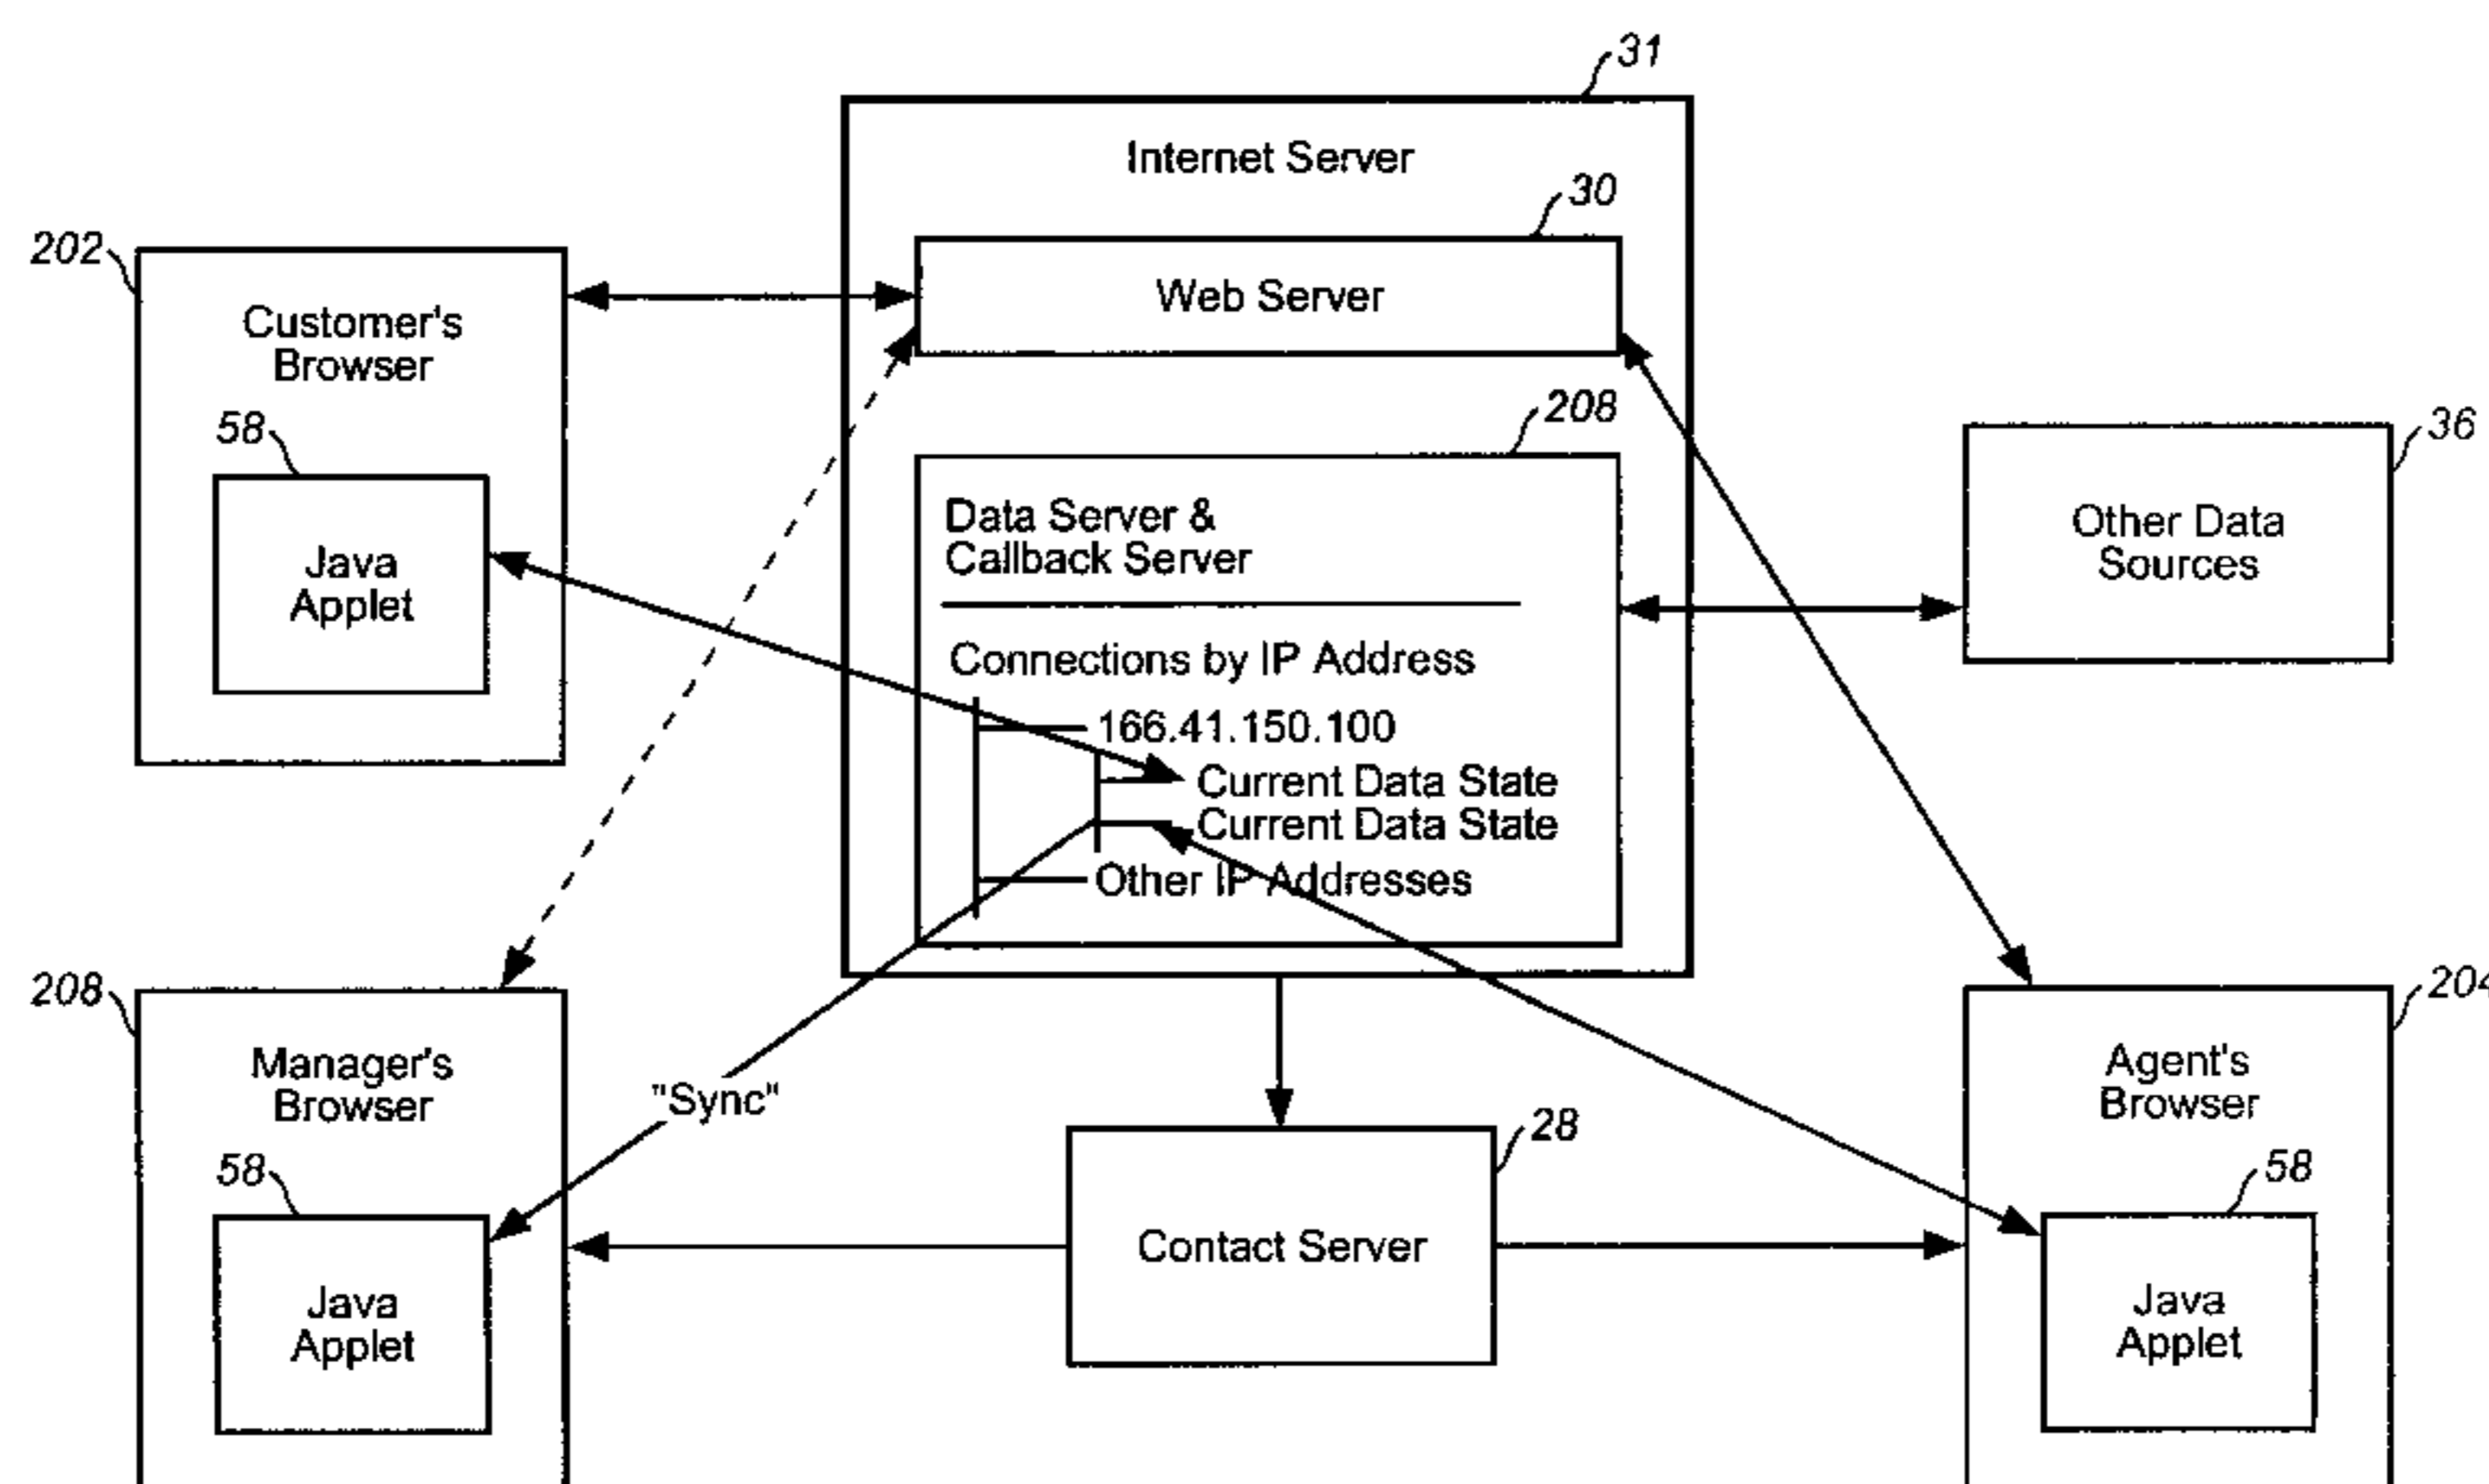 31
Internet Server
30
Web Server
202
Customer's
Browser
58
Java
Applet
208
Data Server &
Callback Server
Connections by IP Address
166.41.150.100
Current Data State
Current Data State
Other IP Addresses
36
Other Data
Sources
208
Manager's
Browser
58
Java
Applet
"Sync"
28
Contact Server
204
Agent's
Browser
58
Java
Applet